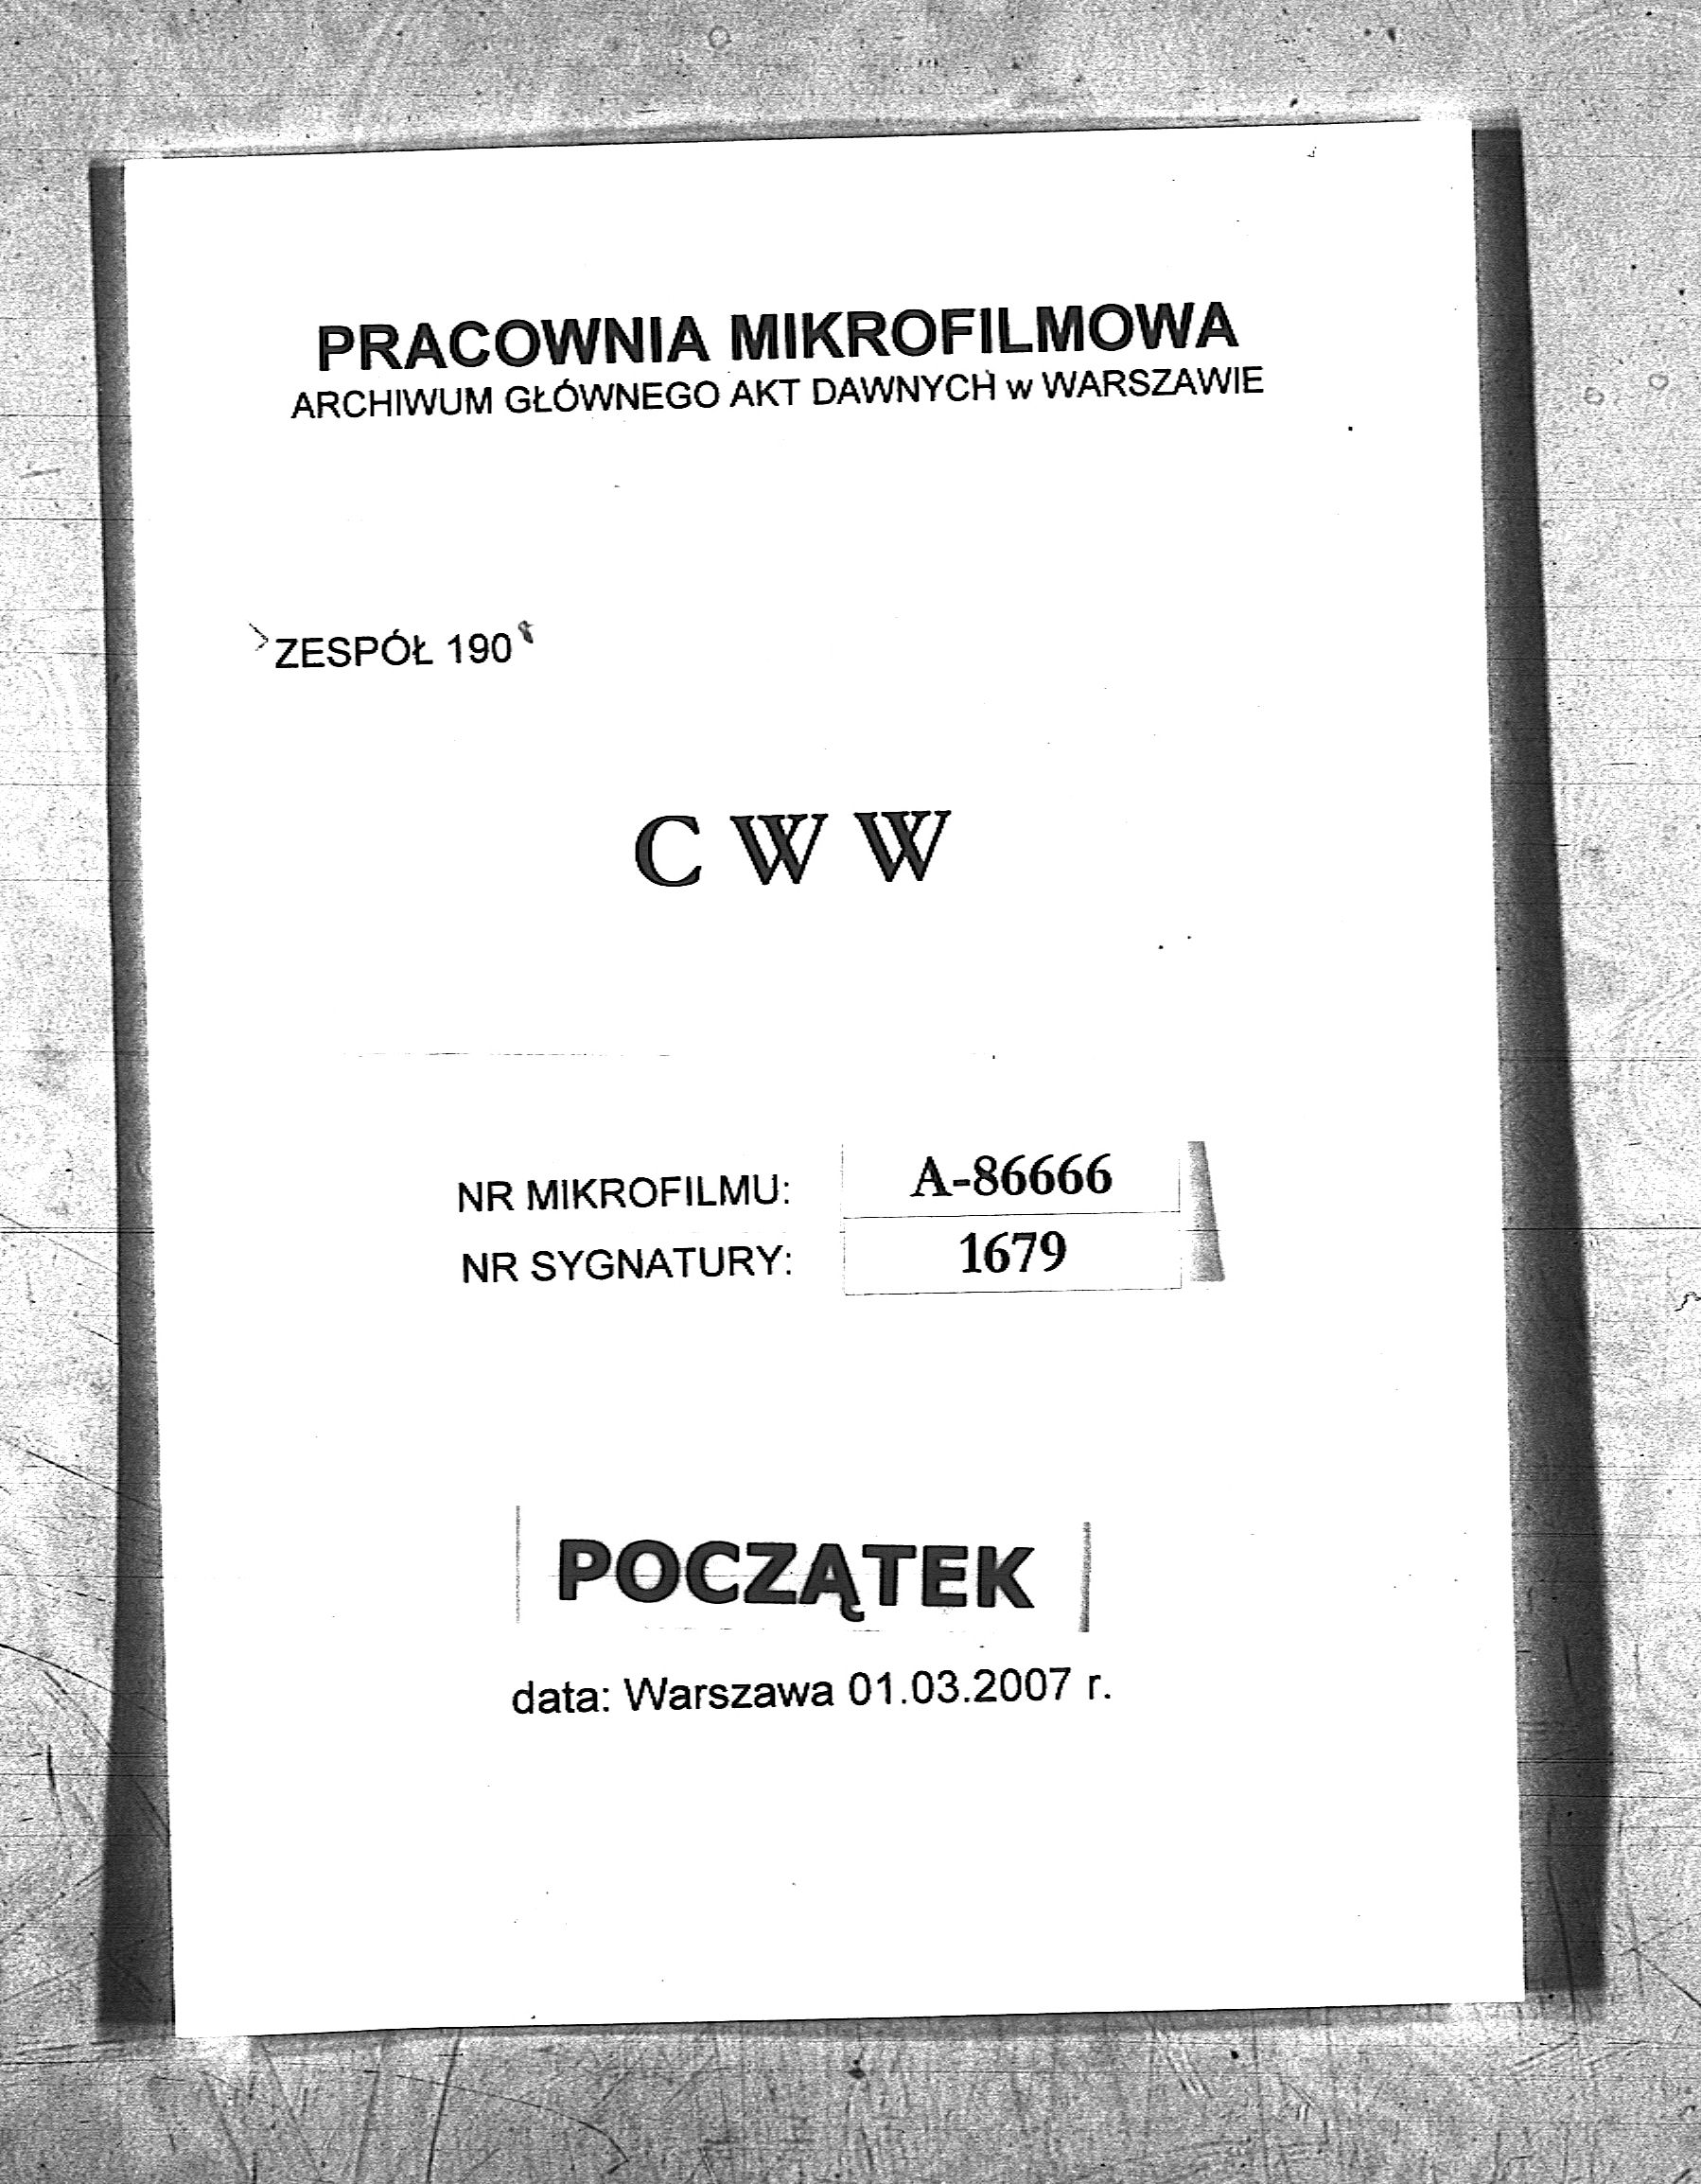 PRACOWNIA MIKROFILMOWA
ARCHIWUM GŁÓWNEGO AKT DAWNYCH w WARSZAWIE
ZESPÓŁ 190
C W W
NR MIKROFILMU: A-86666
NR SYGNATURY: 1679
POCZĄTEK
data: Warszawa 01.03.2007 r.